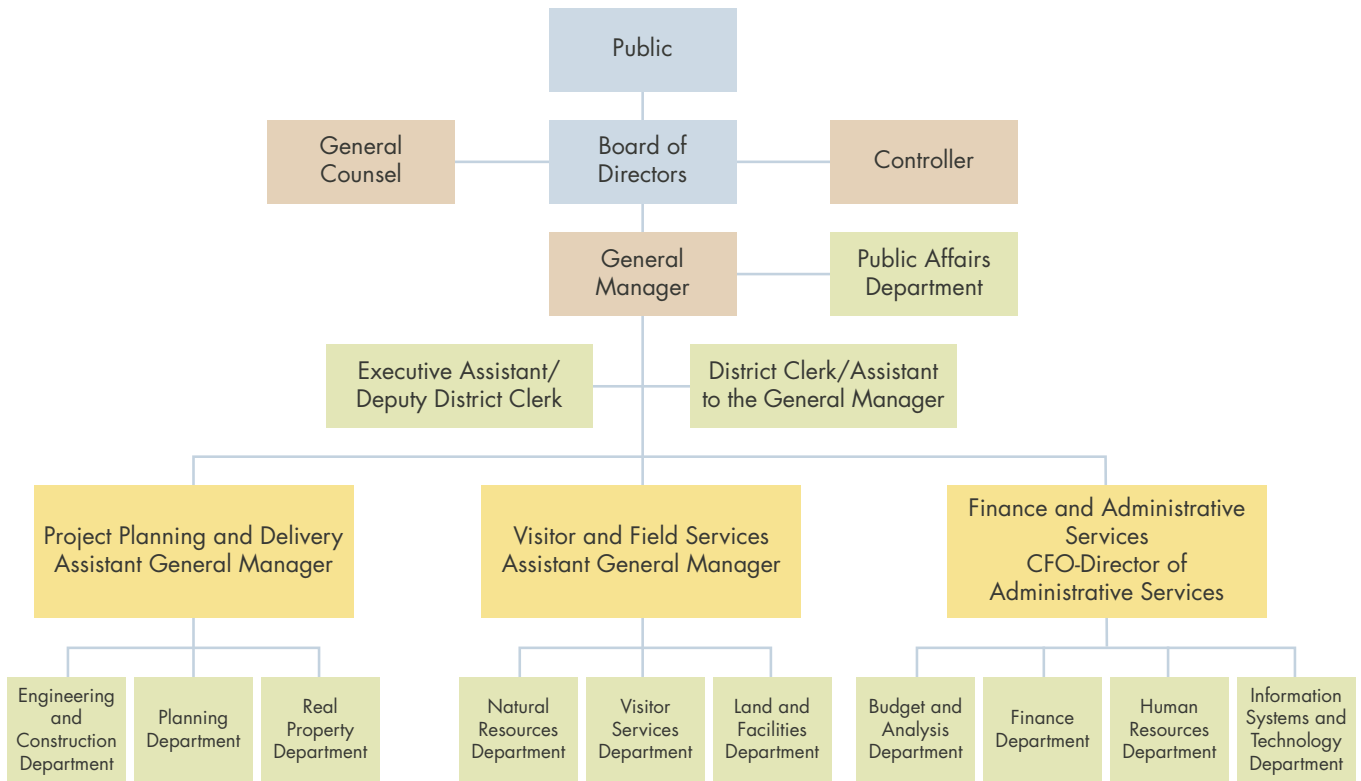 Public
General
Counsel
Board of
Directors
Controller
General
Manager
Public Affairs
Department
Executive Assistant/
Deputy District Clerk
District Clerk/Assistant
to the General Manager
Project Planning and Delivery
Assistant General Manager
Visitor and Field Services
Assistant General Manager
Finance and Administrative
Services
CFO-Director of
Administrative Services
Engineering
and
Construction
Department
Planning
Department
Real
Property
Department
Natural
Resources
Department
Visitor
Services
Department
Land and
Facilities
Department
Budget and
Analysis
Department
Finance
Department
Human
Resources
Department
Information
Systems and
Technology
Department